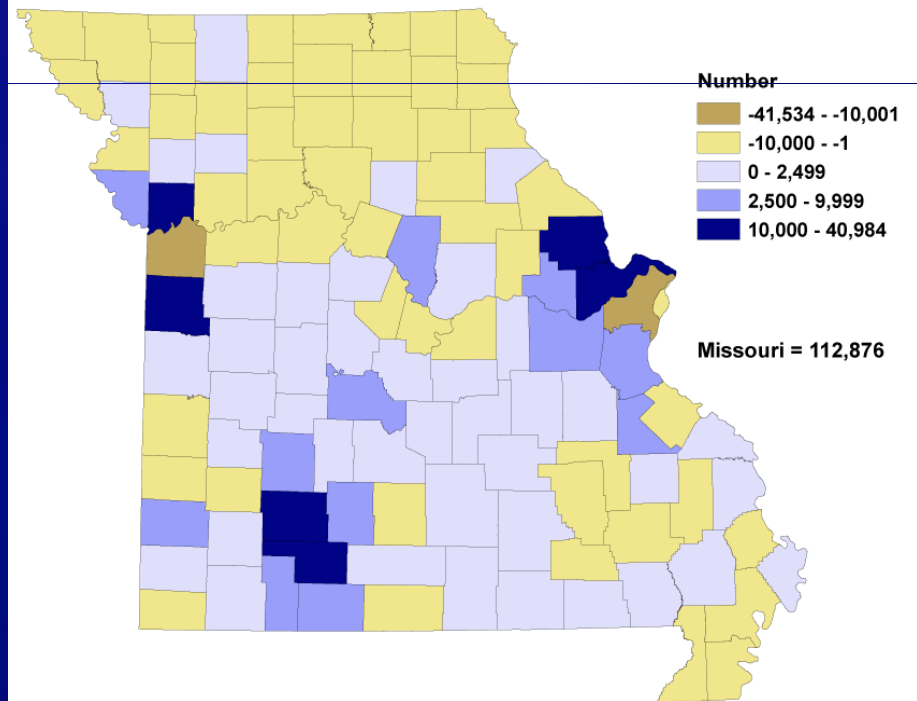 Number
-41,534 - -10,001
-10,000 - -1
0 - 2,499
2,500 - 9,999
10,000 - 40,984
Missouri = 112,876